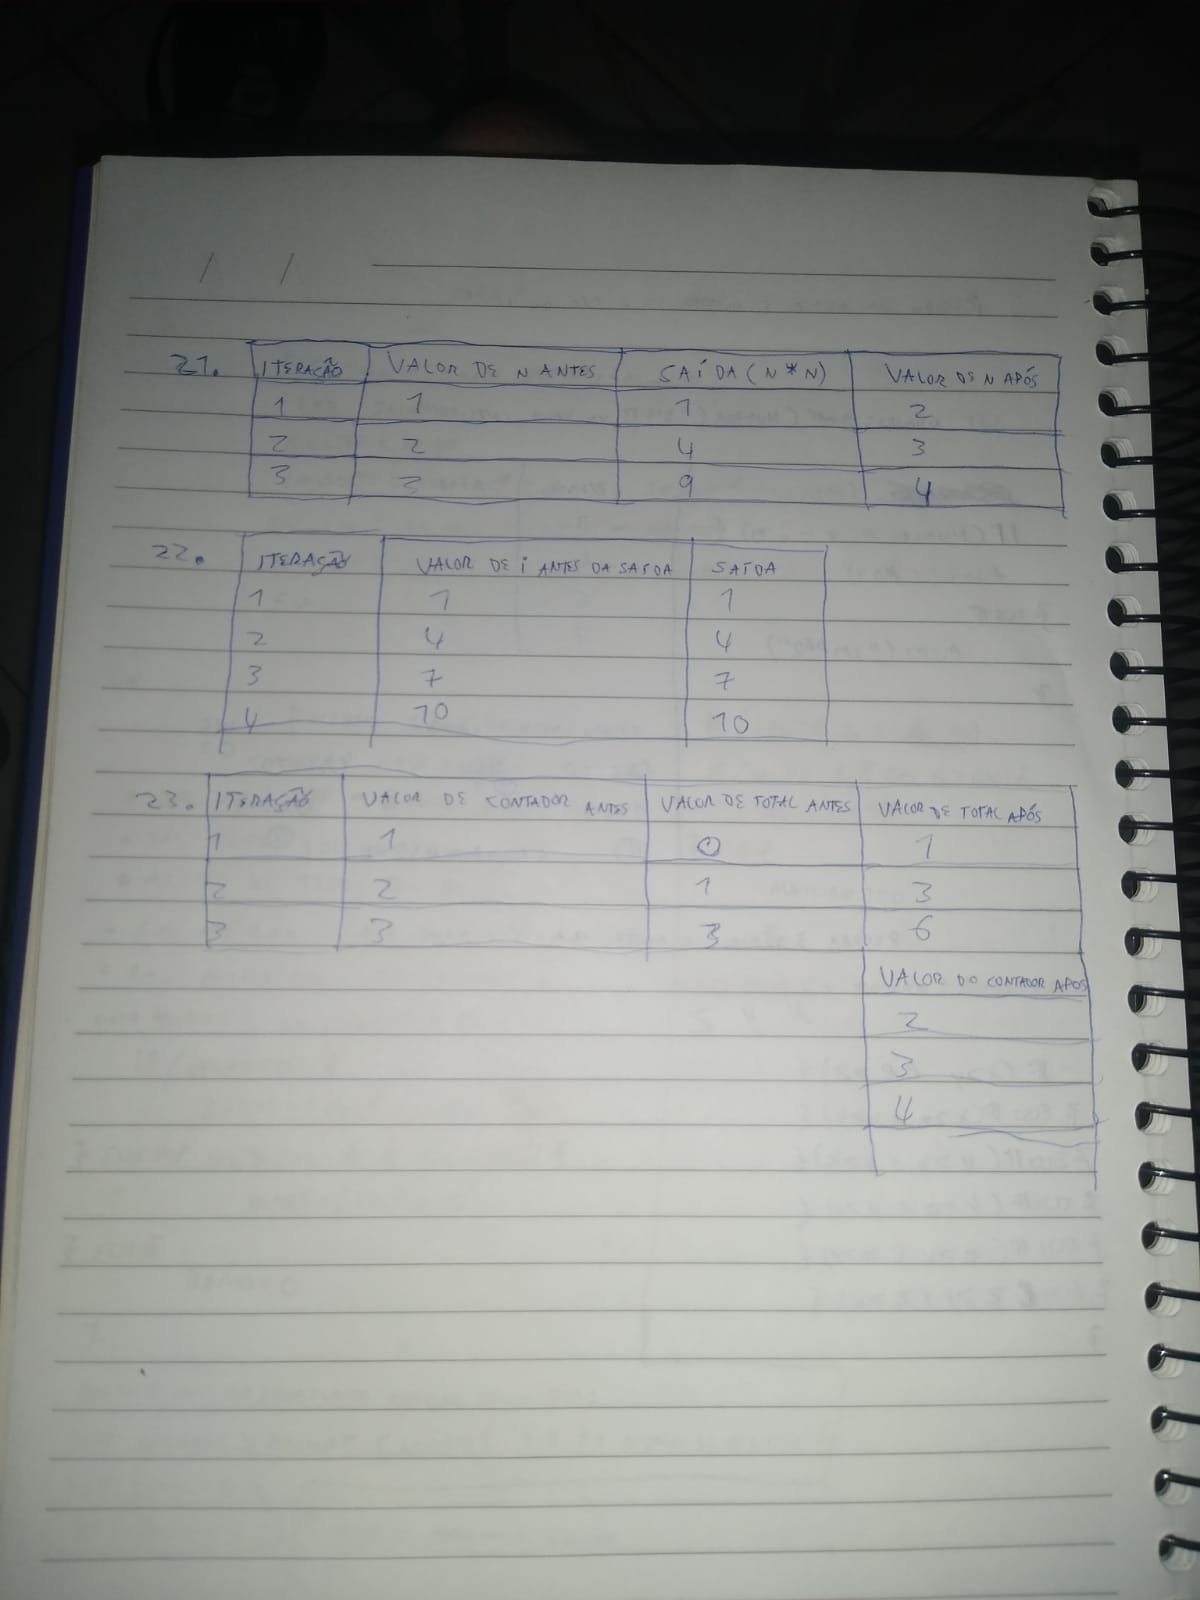 / /
21. ITERAÇÃO VALOR DE N ANTES SAÍDA (N*N) VALOR DE N APÓS
1 1 1 2
2 2 4 3
3 3 9 4
22. ITERAÇÃO VALOR DE i ANTES DA SAÍDA SAÍDA
1 1 1
2 4 4
3 7 7
4 10 10
23. ITERAÇÃO VALOR DE CONTADOR ANTES VALOR DE TOTAL ANTES VALOR DE TOTAL APÓS
1 1 0 1
2 2 1 3
3 3 3 6
VALOR DO CONTADOR APÓS
2
3
4